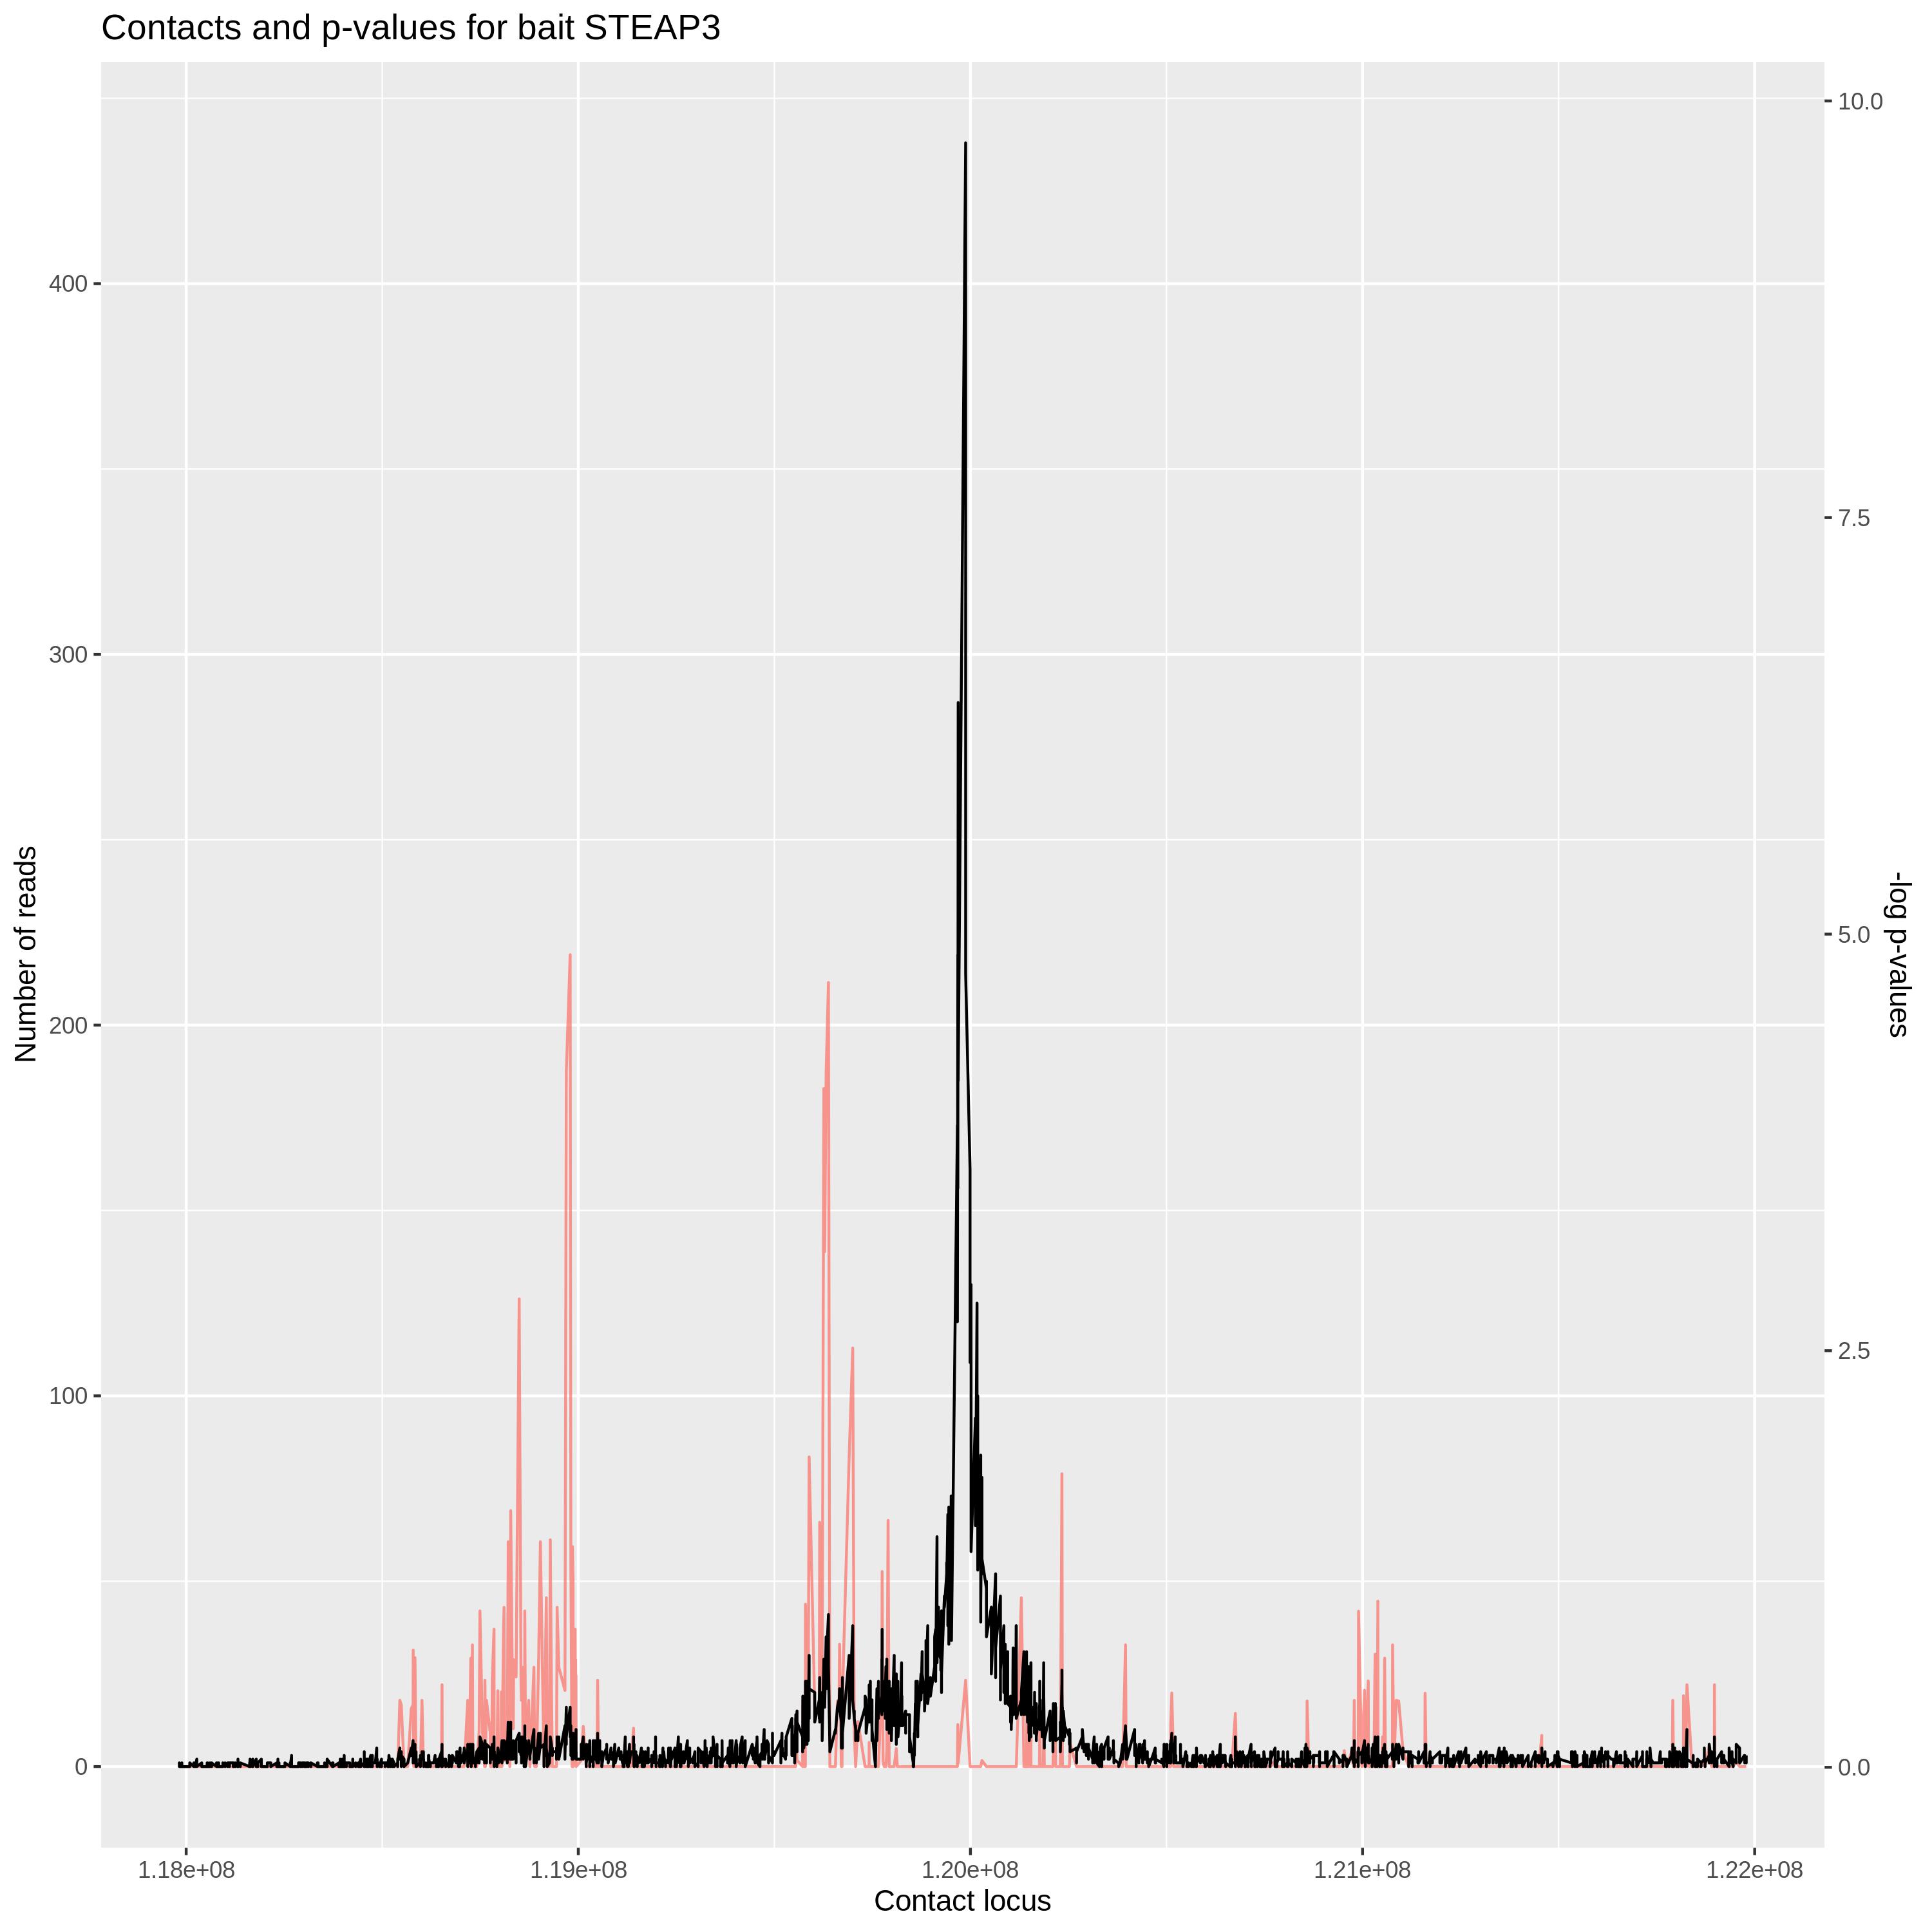 Contacts and p-values for bait STEAP3
Number of reads
400
300
200
100
0
10.0
7.5
5.0
2.5
0.0
-log p-values
1.18e+08 1.19e+08 1.20e+08 1.21e+08 1.22e+08
Contact locus